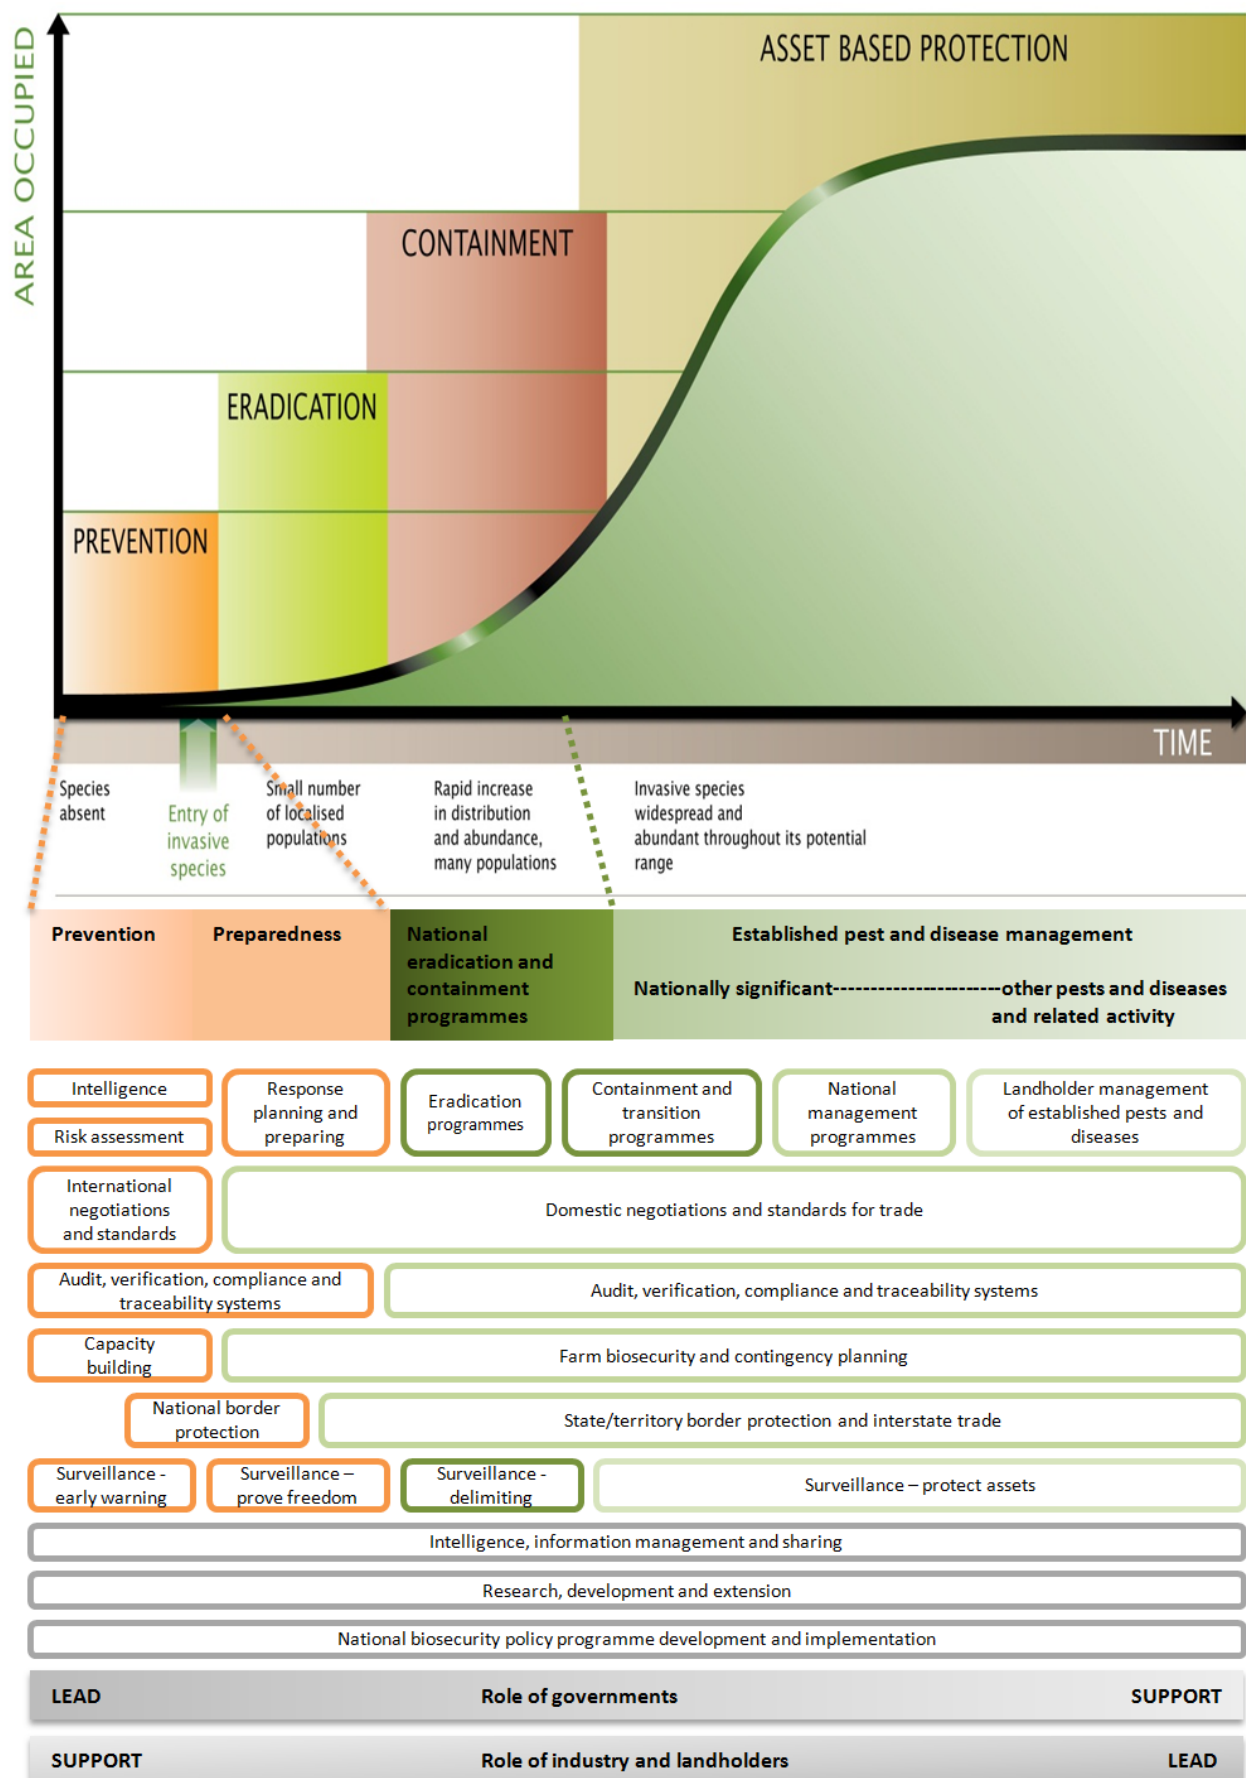 AREA OCCUPIED
ASSET BASED PROTECTION
CONTAINMENT
ERADICATION
PREVENTION
TIME
Species
absent
Entry of
invasive
species
Small number
of localised
populations
Rapid increase
in distribution
and abundance,
many populations
Invasive species
widespread and
abundant throughout its potential
range
Prevention
Preparedness
National
eradication and
containment
programmes
Established pest and disease management
Nationally significant-----------------------other pests and diseases
and related activity
Intelligence
Risk assessment
Response
planning and
preparing
Eradication
programmes
Containment and
transition
programmes
National
management
programmes
Landholder management
of established pests and
diseases
International
negotiations
and standards
Domestic negotiations and standards for trade
Audit, verification, compliance and
traceability systems
Audit, verification, compliance and traceability systems
Capacity
building
Farm biosecurity and contingency planning
National border
protection
State/territory border protection and interstate trade
Surveillance -
early warning
Surveillance –
prove freedom
Surveillance -
delimiting
Surveillance – protect assets
Intelligence, information management and sharing
Research, development and extension
National biosecurity policy programme development and implementation
LEAD Role of governments SUPPORT
SUPPORT Role of industry and landholders LEAD